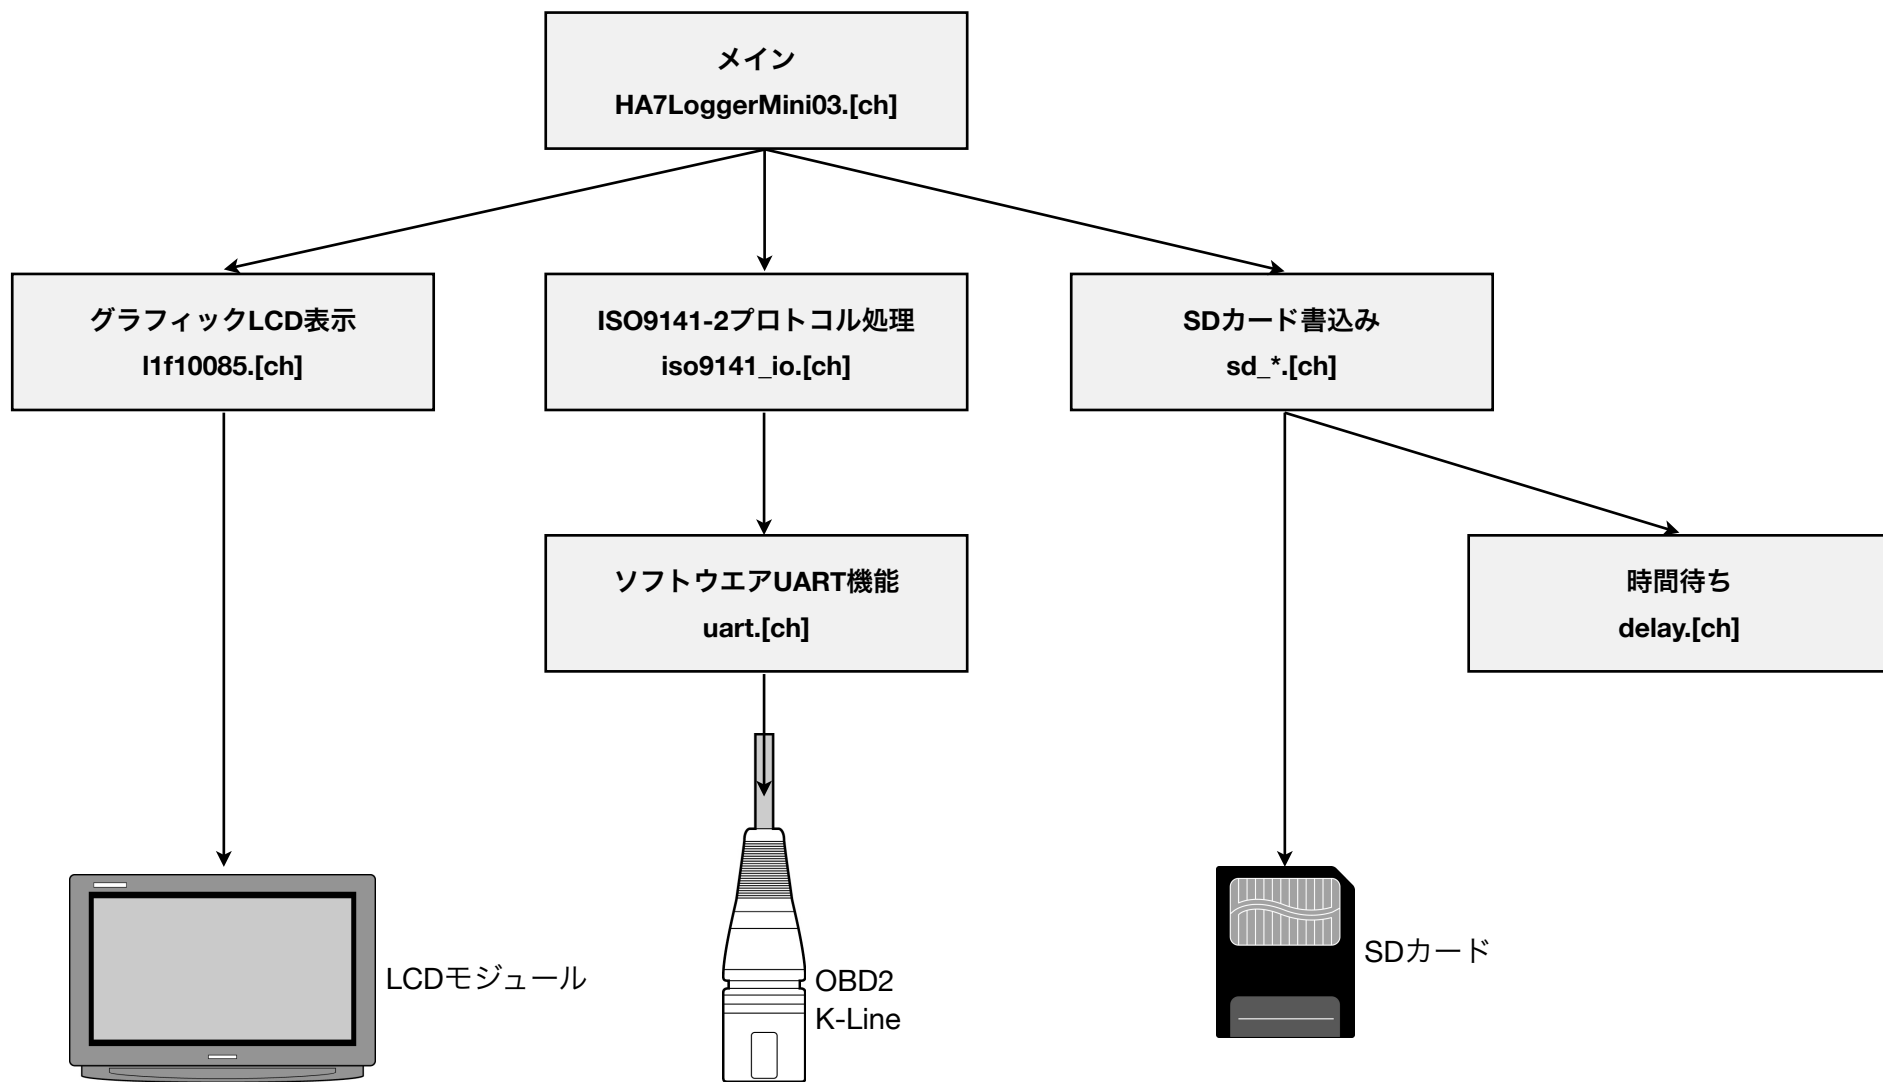 メイン
HA7LoggerMini03.[ch]
グラフィックLCD表示
l1f10085.[ch]
ISO9141-2プロトコル処理
iso9141_io.[ch]
SDカード書込み
sd_*.[ch]
ソフトウエアUART機能
uart.[ch]
時間待ち
delay.[ch]
LCDモジュール
OBD2
K-Line
SDカード